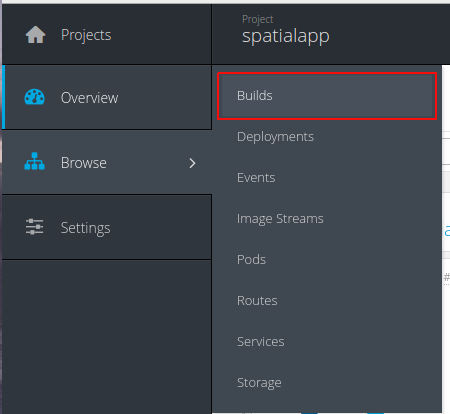 Projects
Project
spatialapp
Overview
Browse
Settings
Builds
Deployments
Events
Image Streams
Pods
Routes
Services
Storage
#